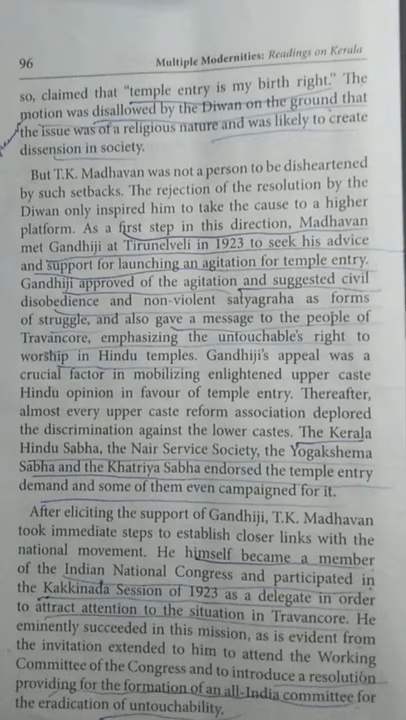 96
Multiple Modernities: Readings on Kerala
so, claimed that “temple entry is my birth right.” The
motion was disallowed by the Diwan on the ground that
the issue was of a religious nature and was likely to create
dissension in society.
But T.K. Madhavan was not a person to be disheartened
by such setbacks. The rejection of the resolution by the
Diwan only inspired him to take the cause to a higher
platform. As a first step in this direction, Madhavan
met Gandhiji at Tirunelveli in 1923 to seek his advice
and support for launching an agitation for temple entry.
Gandhiji approved of the agitation and suggested civil
disobedience and non-violent satyagraha as forms
of struggle, and also gave a message to the people of
Travancore, emphasizing the untouchable's right to
worship in Hindu temples. Gandhiji's appeal was a
crucial factor in mobilizing enlightened upper caste
Hindu opinion in favour of temple entry. Thereafter,
almost every upper caste reform association deplored
the discrimination against the lower castes. The Kerala
Hindu Sabha, the Nair Service Society, the Yogakshema
Sabha and the Khatriya Sabha endorsed the temple entry
demand and some of them even campaigned for it.
After eliciting the support of Gandhiji, T.K. Madhavan
took immediate steps to establish closer links with the
national movement. He himself became a member
of the Indian National Congress and participated in
the Kakkinada Session of 1923 as a delegate in order
to attract attention to the situation in Travancore. He
eminently succeeded in this mission, as is evident from
the invitation extended to him to attend the Working
Committee of the Congress and to introduce a resolution
providing for the formation of an all-India committee for
the eradication of untouchability.